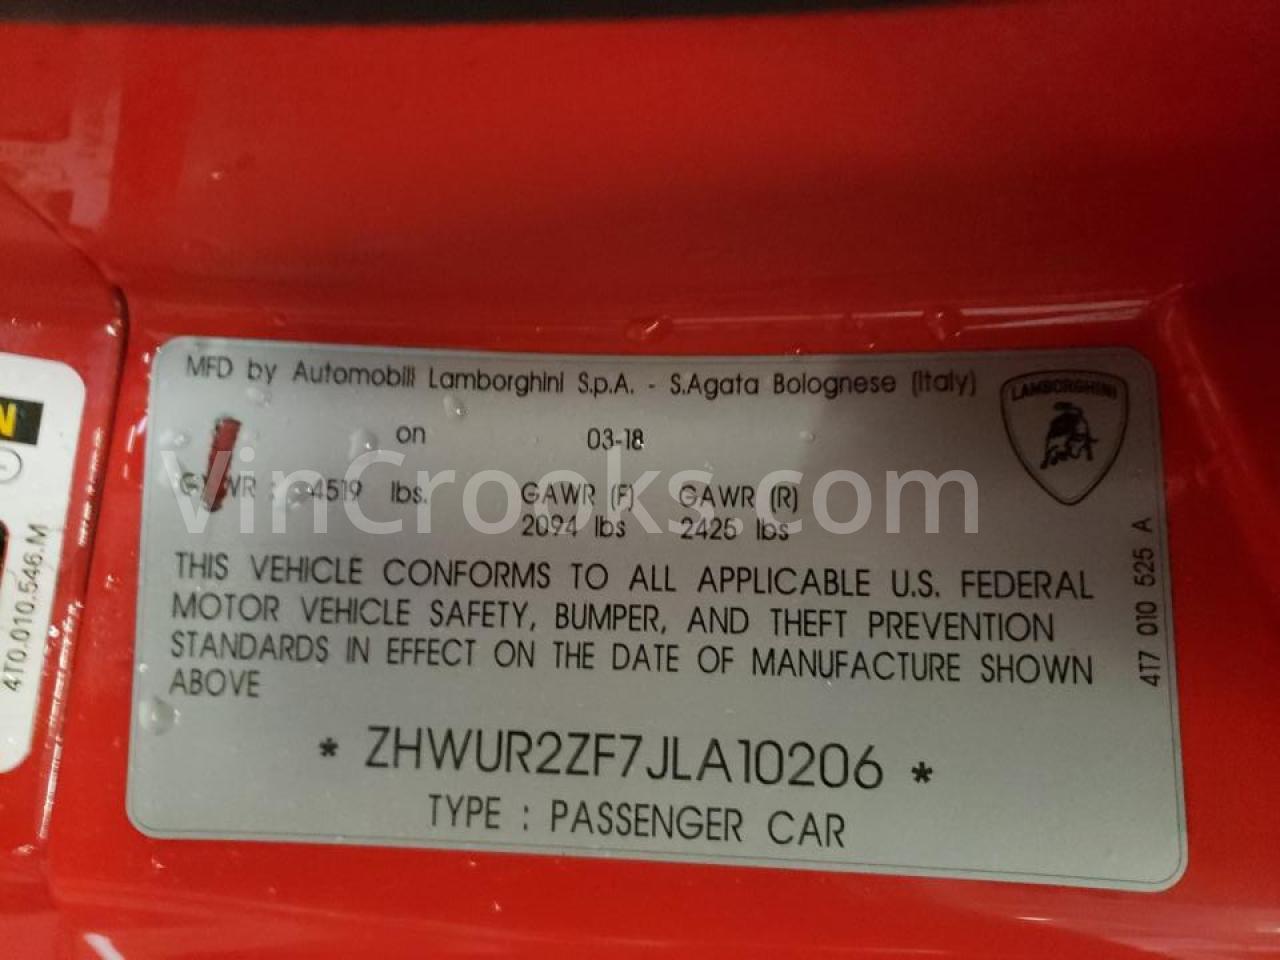 MFD by Automobili Lamborghini S.p.A. - S.Agata Bolognese (Italy)
LAMBORGHINI
on 03-18
GAWR (F) GAWR (R)
4519 lbs.
2094 lbs 2425 lbs
THIS VEHICLE CONFORMS TO ALL APPLICABLE U.S. FEDERAL
MOTOR VEHICLE SAFETY, BUMPER, AND THEFT PREVENTION
STANDARDS IN EFFECT ON THE DATE OF MANUFACTURE SHOWN
ABOVE
* ZHWUR2ZF7JLA10206 *
TYPE : PASSENGER CAR
4T7 010 525 A
4T0.010.546.M
N
VinCrooks.com